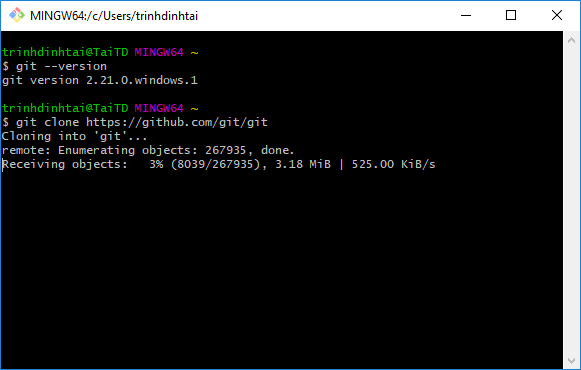 MINGW64:/c/Users/trinhdinhtai
trinhdinhtai@TaiTD MINGW64 ~
$ git --version
git version 2.21.0.windows.1
trinhdinhtai@TaiTD MINGW64 ~
$ git clone https://github.com/git/git
Cloning into 'git'...
remote: Enumerating objects: 267935, done.
Receiving objects:   3% (8039/267935), 3.18 MiB | 525.00 KiB/s